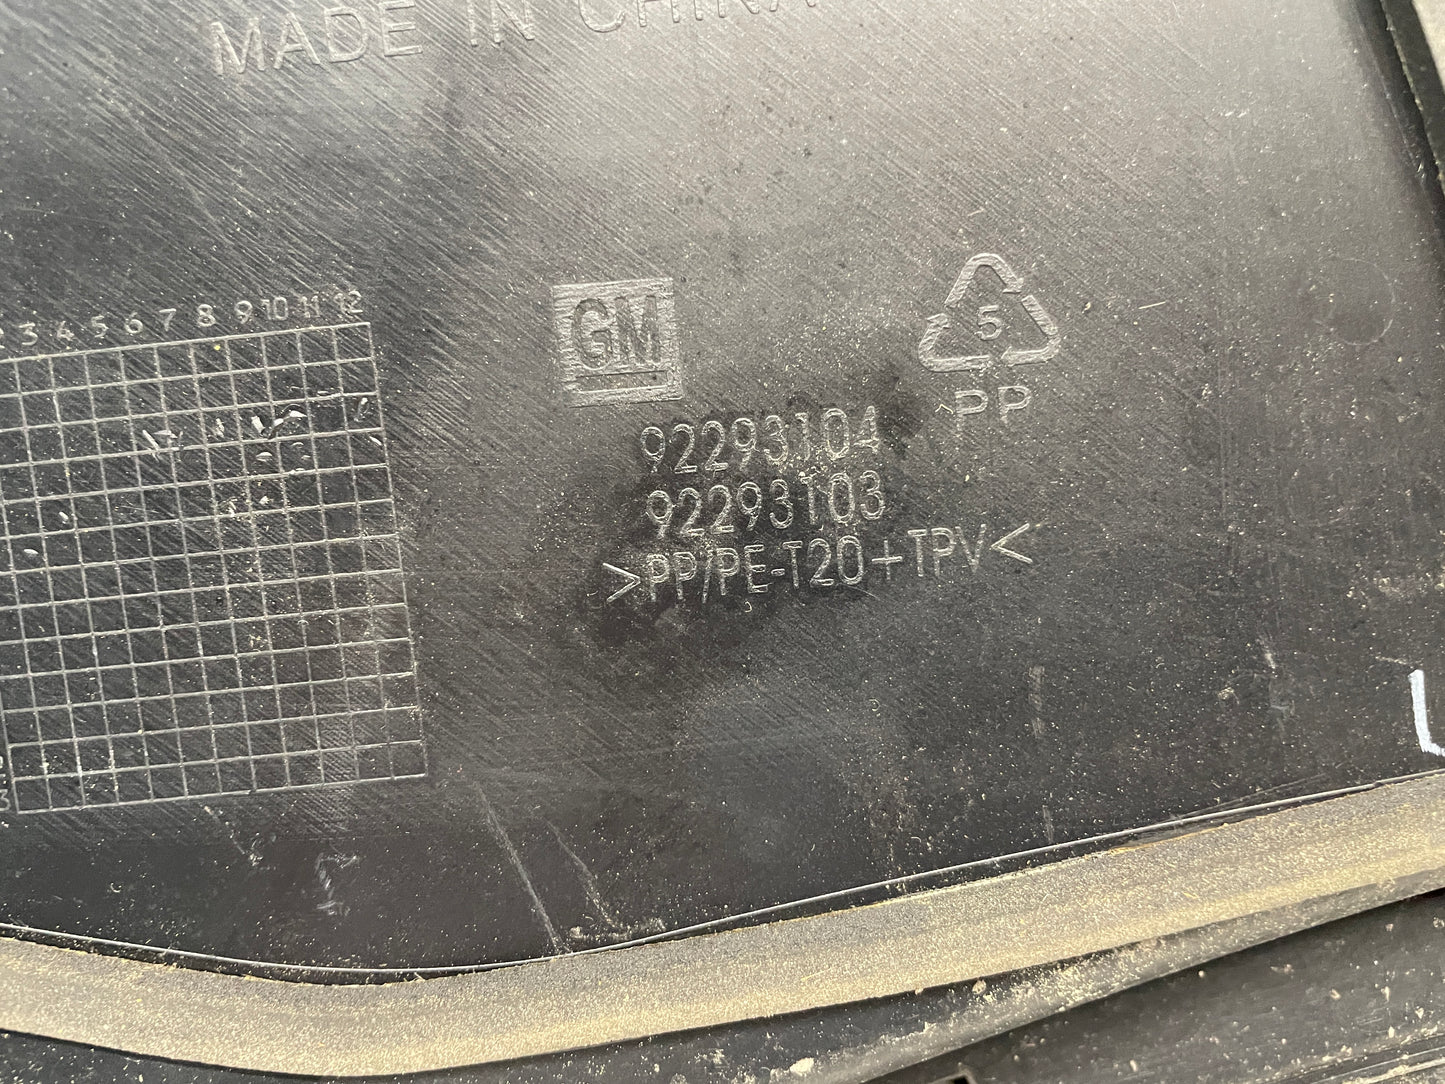 MADE IN CHINA
3 4 5 6 7 8 9 10 11 12
GM
5
PP
92293104
92293103
>PP/PE-T20+TPV<
3
L